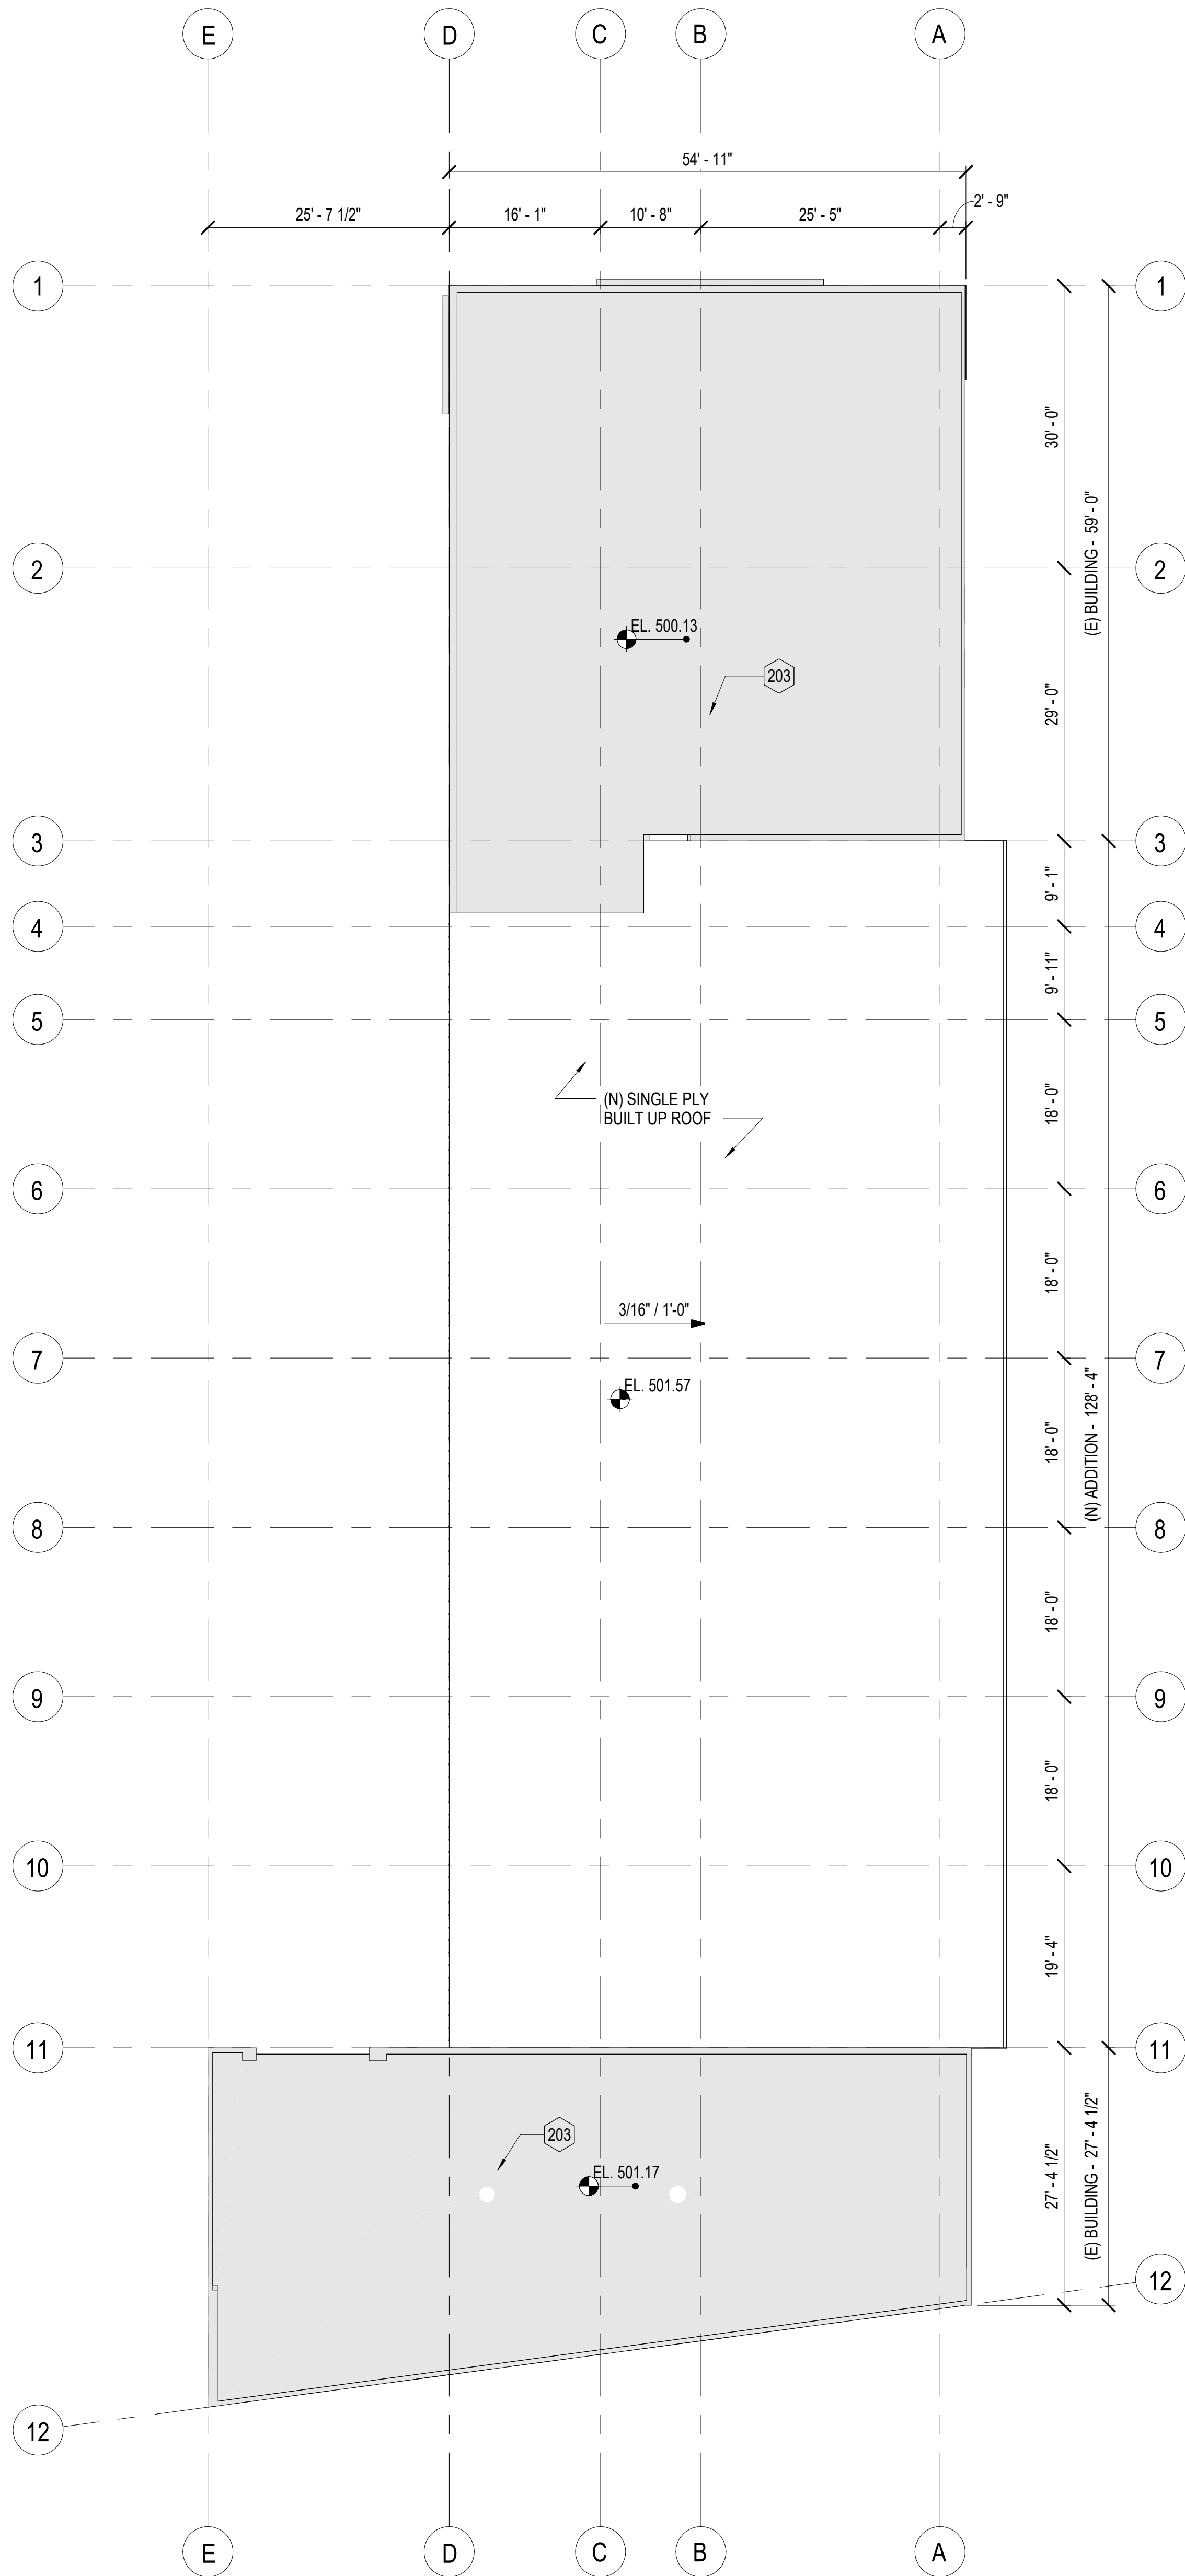 E D C B A
54' - 11"
25' - 7 1/2" 16' - 1" 10' - 8" 25' - 5" 2' - 9"
1 1
30' - 0"
(E) BUILDING - 59' - 0"
2 2
EL. 500.13
203
29' - 0"
3 3
9' - 1"
4 4
9' - 11"
5 5
(N) SINGLE PLY
BUILT UP ROOF
18' - 0"
6 6
18' - 0"
3/16" / 1'-0"
7 7
EL. 501.57
18' - 0"
(N) ADDITION - 128' - 4"
8 8
18' - 0"
9 9
18' - 0"
10 10
19' - 4"
11 11
203
EL. 501.17
27' - 4 1/2"
(E) BUILDING - 27' - 4 1/2"
12
12
E D C B A